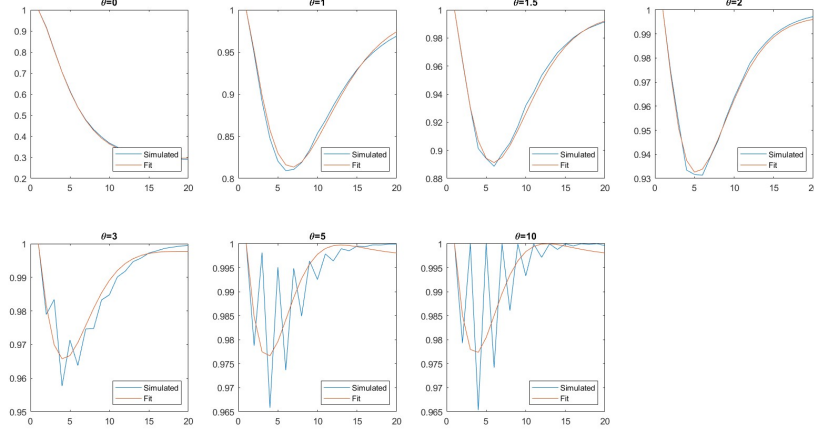 θ=0
1
0.9
0.8
0.7
0.6
0.5
0.4
0.3
0.2
0 5 10 15 20
Simulated
Fit
θ=1
1
0.95
0.9
0.85
0.8
0 5 10 15 20
Simulated
Fit
θ=1.5
1
0.98
0.96
0.94
0.92
0.9
0.88
0 5 10 15 20
Simulated
Fit
θ=2
1
0.99
0.98
0.97
0.96
0.95
0.94
0.93
0 5 10 15 20
Simulated
Fit
θ=3
1
0.99
0.98
0.97
0.96
0.95
0 5 10 15 20
Simulated
Fit
θ=5
1
0.995
0.99
0.985
0.98
0.975
0.97
0.965
0 5 10 15 20
Simulated
Fit
θ=10
1
0.995
0.99
0.985
0.98
0.975
0.97
0.965
0 5 10 15 20
Simulated
Fit